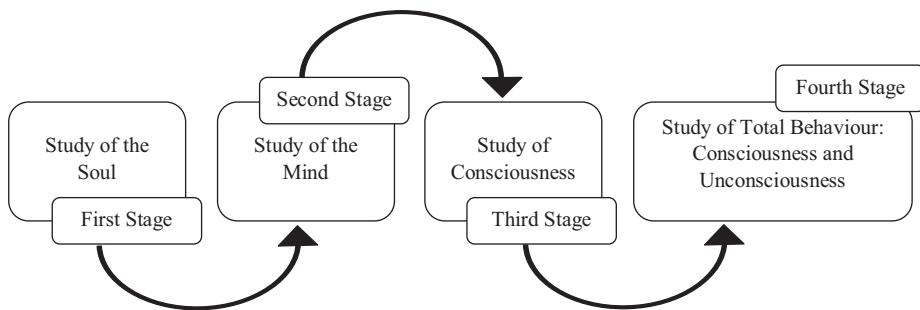 Study of the
Soul
First Stage
Second Stage
Study of the
Mind
Study of
Consciousness
Third Stage
Fourth Stage
Study of Total Behaviour:
Consciousness and
Unconsciousness